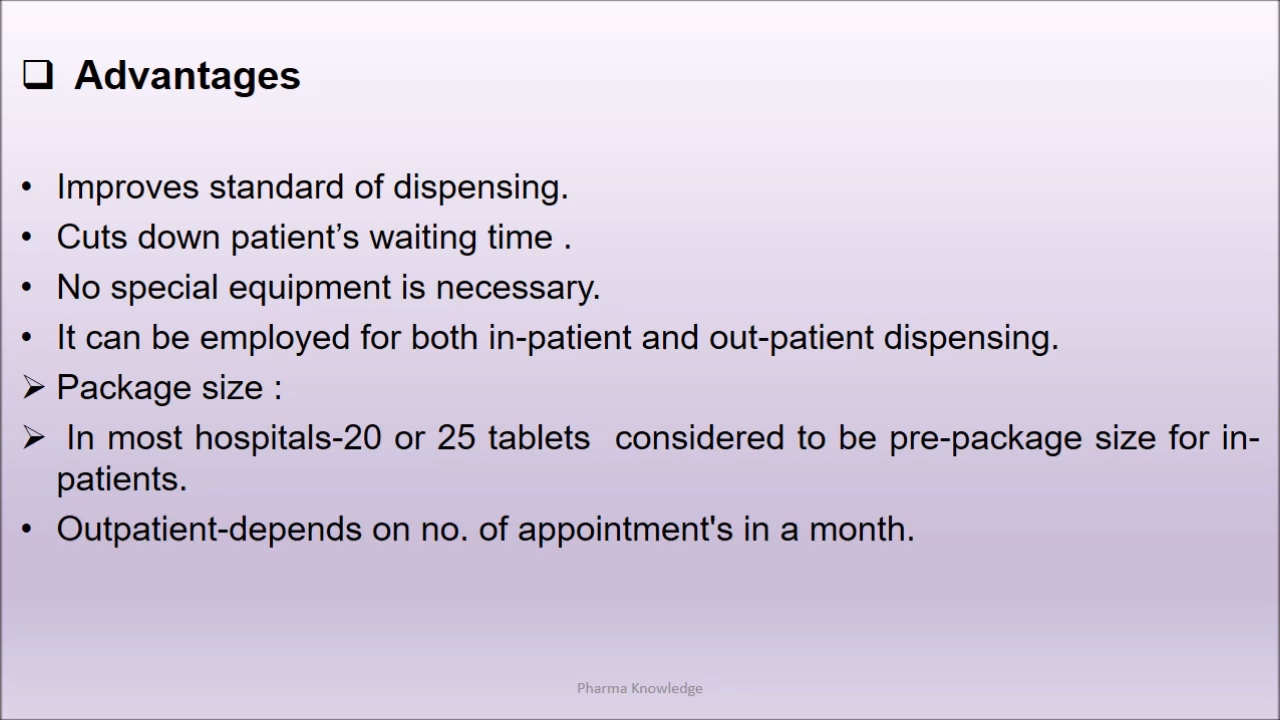 ❑ Advantages
• Improves standard of dispensing.
• Cuts down patient’s waiting time .
• No special equipment is necessary.
• It can be employed for both in-patient and out-patient dispensing.
➢ Package size :
➢ In most hospitals-20 or 25 tablets  considered to be pre-package size for in-
patients.
• Outpatient-depends on no. of appointment's in a month.
Pharma Knowledge